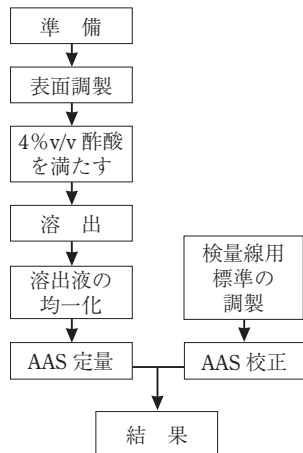 準　備
表面調製
4％v/v 酢酸
を満たす
溶　出
溶出液の
均一化
検量線用
標準の
調製
AAS 定量
AAS 校正
結　果